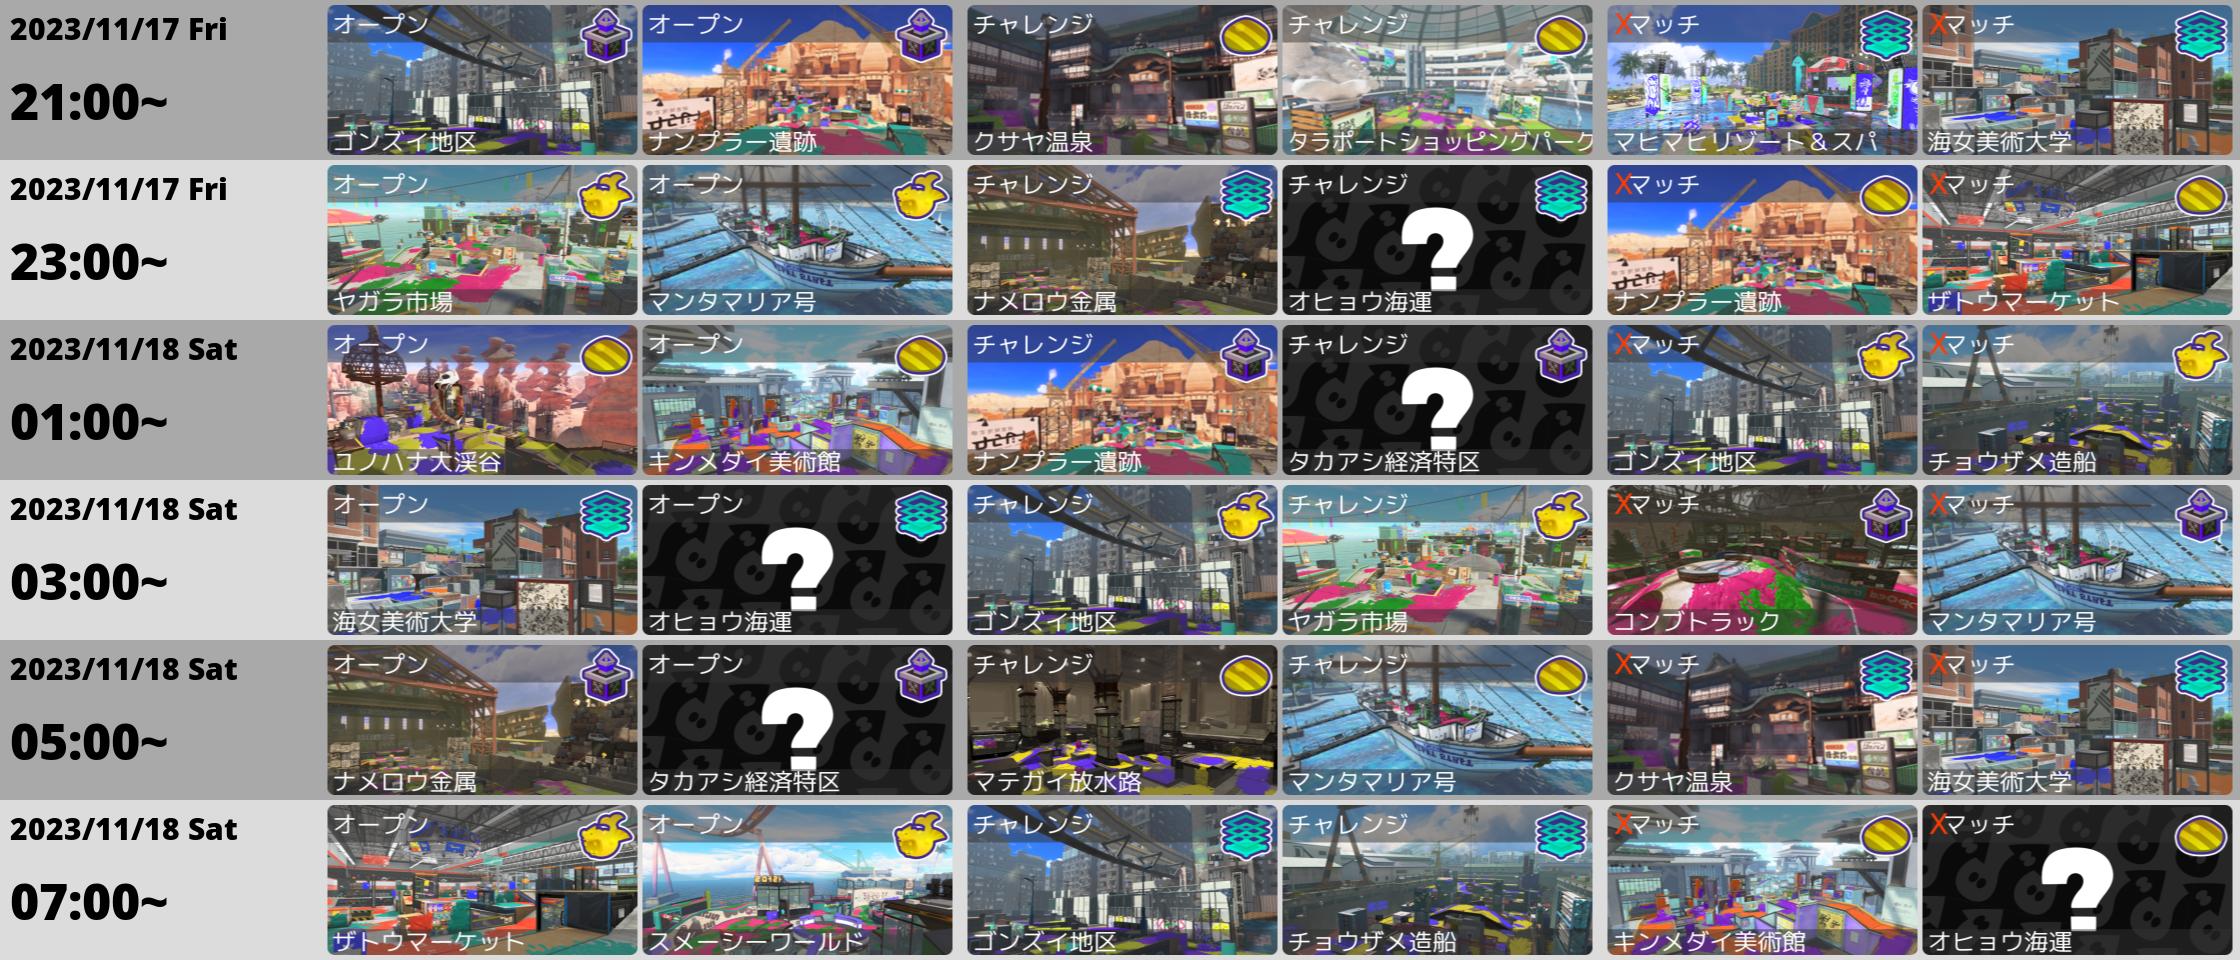 2023/11/17 Fri
21:00~
オープン
ゴンズイ地区
オープン
ナンプラー遺跡
チャレンジ
クサヤ温泉
チャレンジ
タラポートショッピングパーク
Xマッチ
マヒマヒリゾート&スパ
Xマッチ
海女美術大学
2023/11/17 Fri
23:00~
オープン
ヤガラ市場
オープン
マンタマリア号
チャレンジ
ナメロウ金属
チャレンジ
?
オヒョウ海運
Xマッチ
ナンプラー遺跡
Xマッチ
ザトウマーケット
2023/11/18 Sat
01:00~
オープン
ユノハナ大渓谷
オープン
キンメダイ美術館
チャレンジ
ナンプラー遺跡
チャレンジ
?
タカアシ経済特区
Xマッチ
ゴンズイ地区
Xマッチ
チョウザメ造船
2023/11/18 Sat
03:00~
オープン
海女美術大学
オープン
?
オヒョウ海運
チャレンジ
ゴンズイ地区
チャレンジ
ヤガラ市場
Xマッチ
コンブトラック
Xマッチ
マンタマリア号
2023/11/18 Sat
05:00~
オープン
ナメロウ金属
オープン
?
タカアシ経済特区
チャレンジ
マテガイ放水路
チャレンジ
マンタマリア号
Xマッチ
クサヤ温泉
Xマッチ
海女美術大学
2023/11/18 Sat
07:00~
オープン
ザトウマーケット
オープン
スメーシーワールド
チャレンジ
ゴンズイ地区
チャレンジ
チョウザメ造船
Xマッチ
キンメダイ美術館
Xマッチ
?
オヒョウ海運